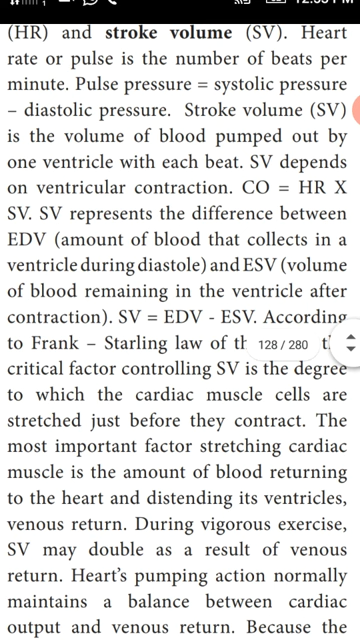 (HR) and stroke volume (SV). Heart
rate or pulse is the number of beats per
minute. Pulse pressure = systolic pressure
– diastolic pressure. Stroke volume (SV)
is the volume of blood pumped out by
one ventricle with each beat. SV depends
on ventricular contraction. CO = HR X
SV. SV represents the difference between
EDV (amount of blood that collects in a
ventricle during diastole) and ESV (volume
of blood remaining in the ventricle after
contraction). SV = EDV - ESV. According
to Frank – Starling law of 128 / 280
critical factor controlling SV is the degree
to which the cardiac muscle cells are
stretched just before they contract. The
most important factor stretching cardiac
muscle is the amount of blood returning
to the heart and distending its ventricles,
venous return. During vigorous exercise,
SV may double as a result of venous
return. Heart's pumping action normally
maintains a balance between cardiac
output and venous return. Because the